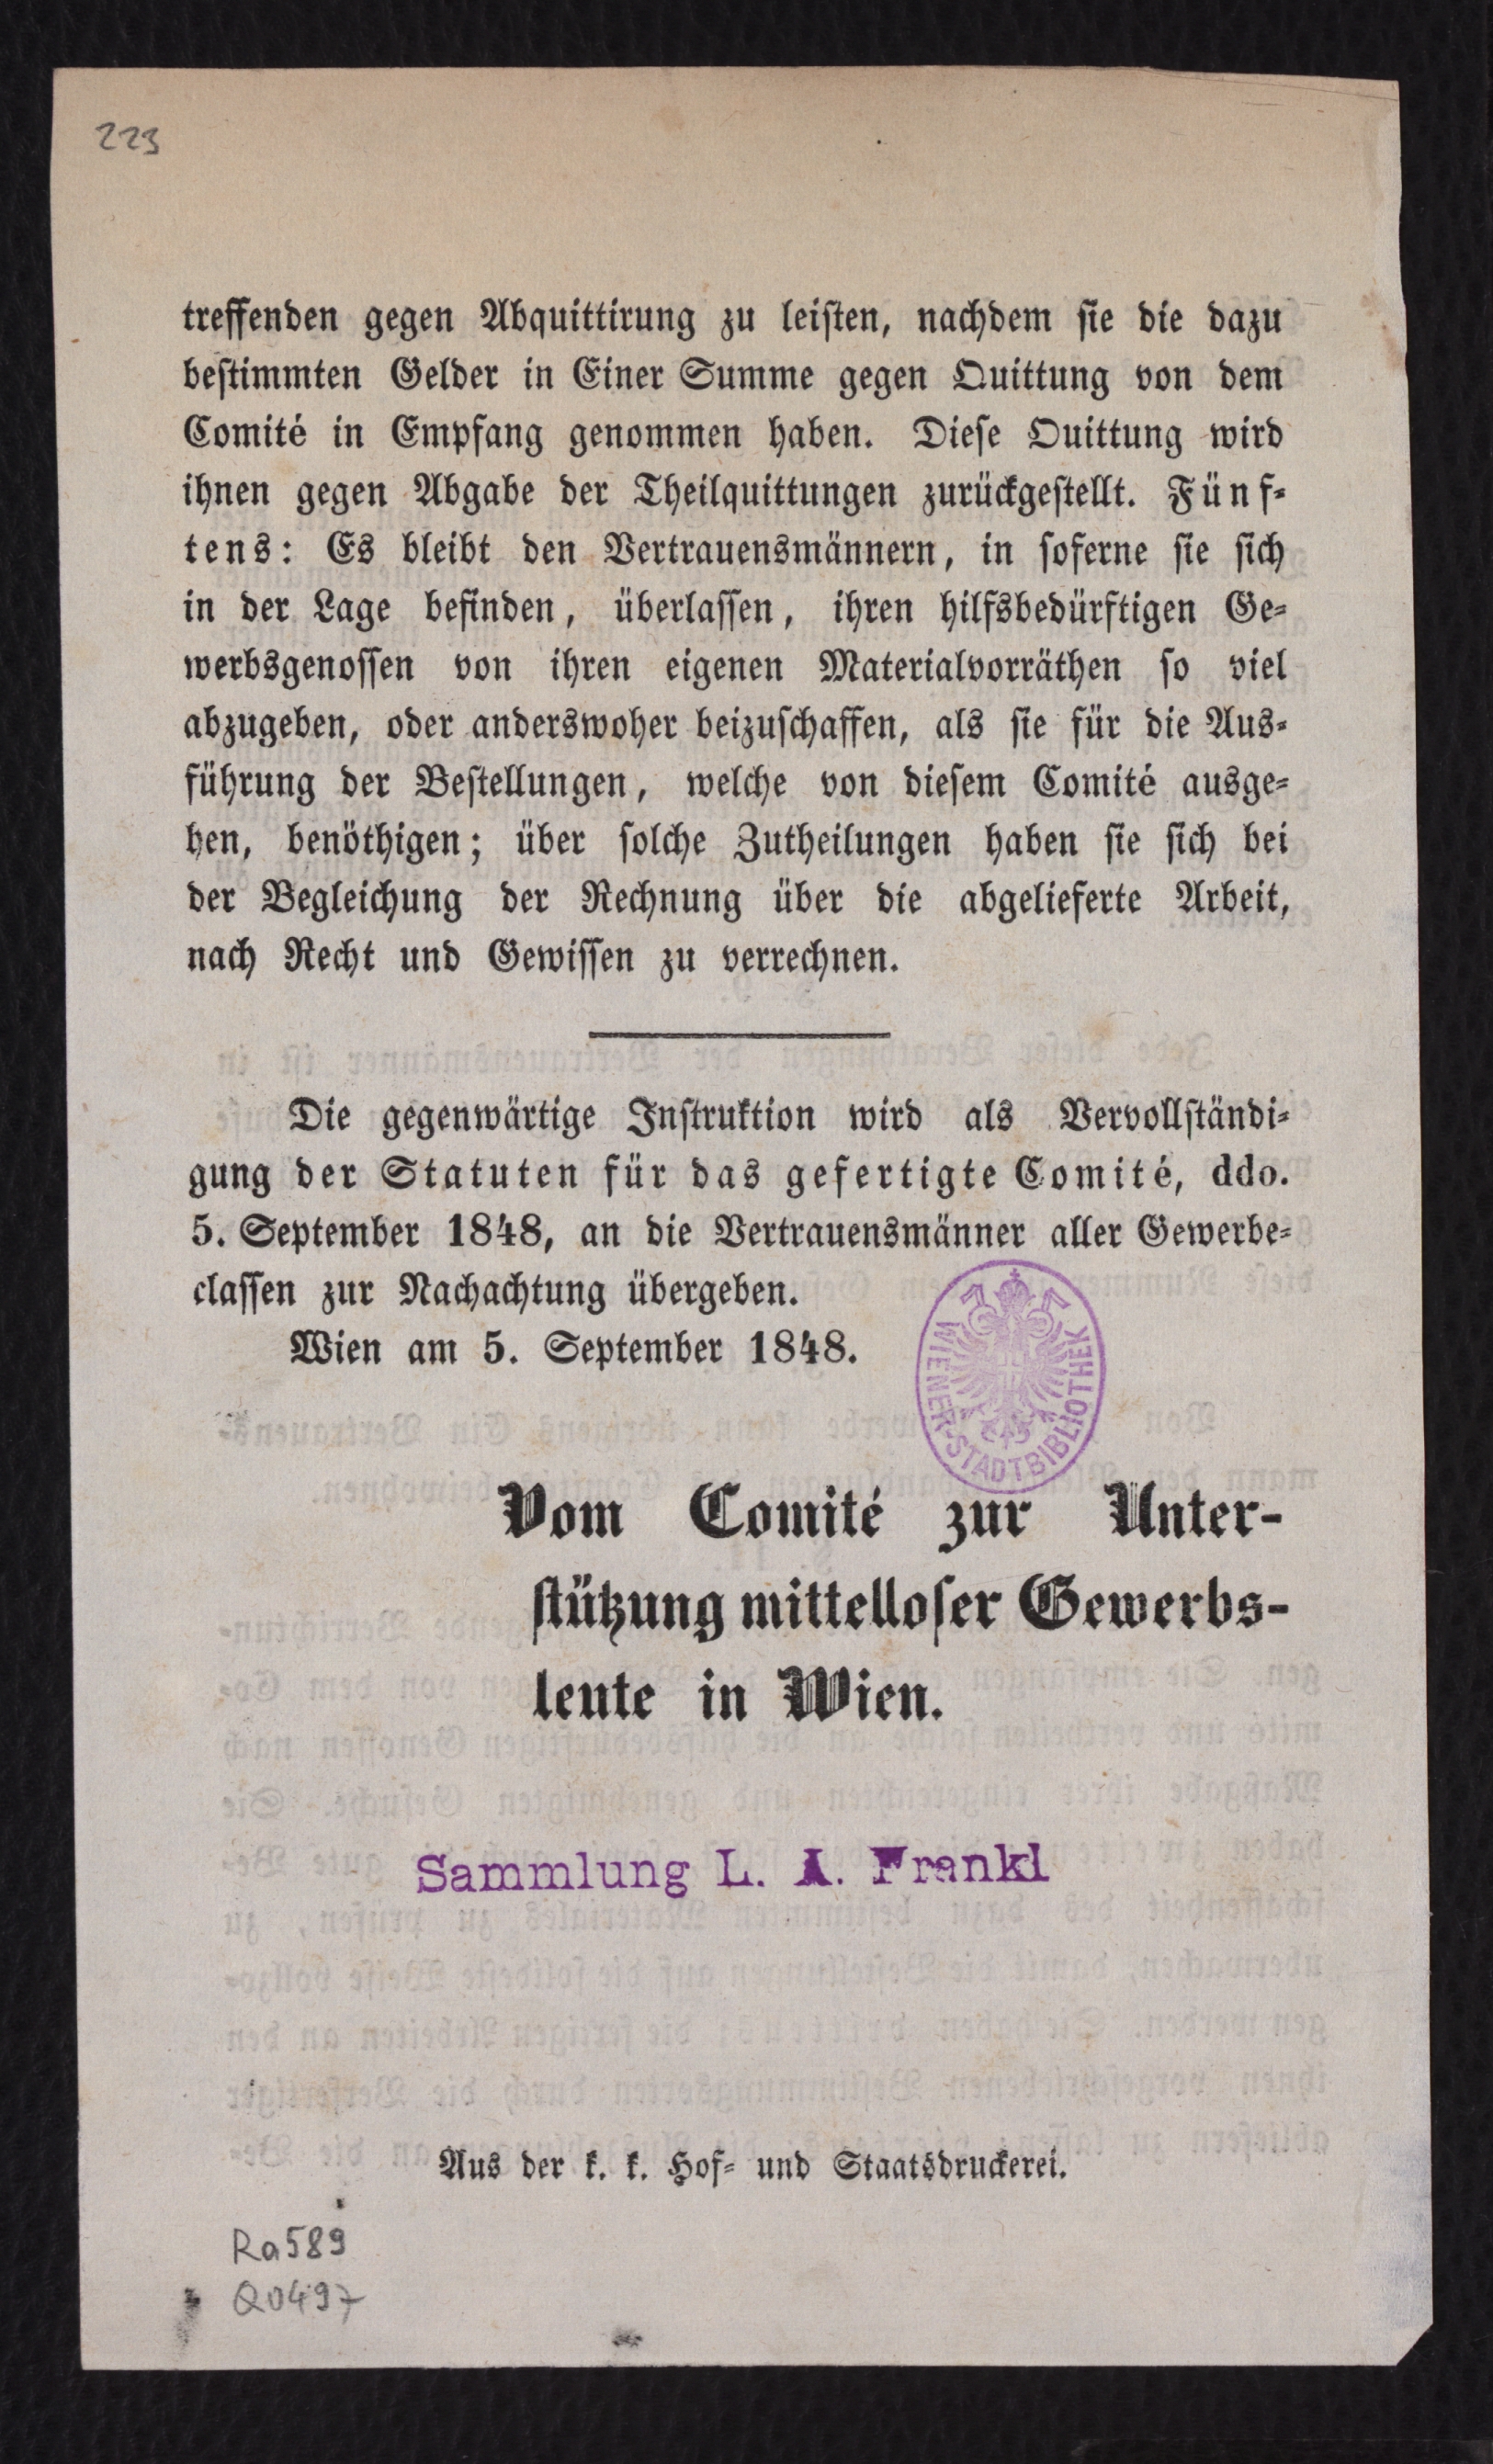 223
treffenden gegen Abquittirung zu leisten, nachdem sie die dazu
bestimmten Gelder in Einer Summe gegen Quittung von dem
Comité in Empfang genommen haben. Diese Quittung wird
ihnen gegen Abgabe der Theilquittungen zurückgestellt. Fünf-
tens: Es bleibt den Vertrauensmännern, in soferne sie sich
in der Lage befinden, überlassen, ihren hilfsbedürftigen Ge-
werbsgenossen von ihren eigenen Materialvorräthen so viel
abzugeben, oder anderswoher beizuschaffen, als sie für die Aus-
führung der Bestellungen, welche von diesem Comité ausge-
hen, benöthigen; über solche Zutheilungen haben sie sich bei
der Begleichung der Rechnung über die abgelieferte Arbeit,
nach Recht und Gewissen zu verrechnen.
Die gegenwärtige Instruktion wird als Vervollständi-
gung der Statuten für das gefertigte Comité, ddo.
5. September 1848, an die Vertrauensmänner aller Gewerbe-
classen zur Nachachtung übergeben.
Wien am 5. September 1848.
WIENER-STADTBIBLIOTHEK
Vom Comité zur Unter-
stützung mittelloser Gewerbs-
leute in Wien.
Sammlung L. A. Frankl
Aus der k. k. Hof- und Staatsdruckerei.
Ra589
Q0497